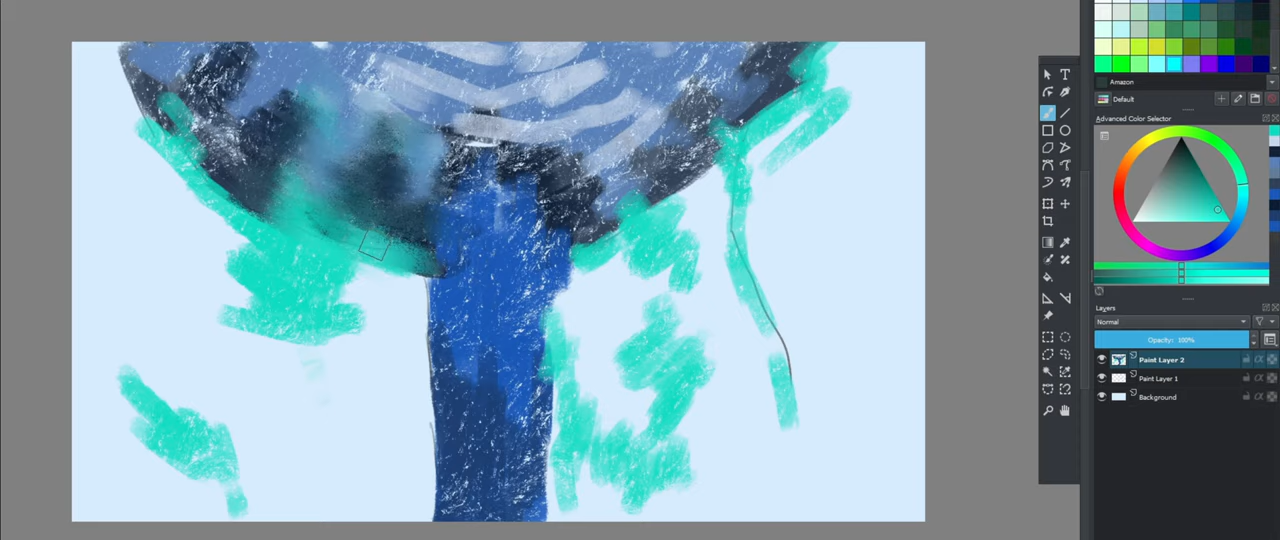 T
Amazon
Default
Advanced Color Selector
Layers
Normal
Opacity: 100%
Paint Layer 2
Paint Layer 1
Background